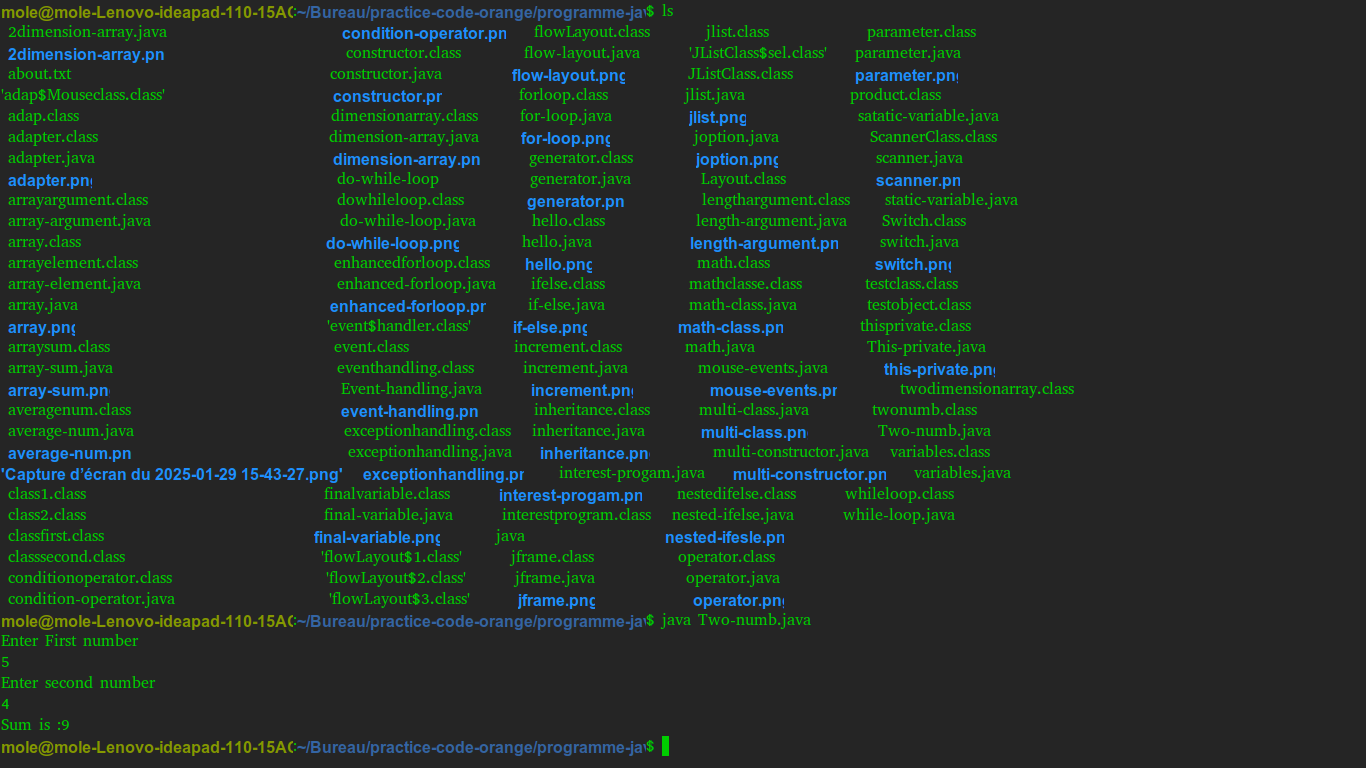 mole@mole-Lenovo-ideapad-110-15AC:~/Bureau/practice-code-orange/programme-jav$ ls
2dimension-array.java condition-operator.pn flowLayout.class jlist.class parameter.class
2dimension-array.pn constructor.class flow-layout.java 'JListClass$sel.class' parameter.java
about.txt constructor.java flow-layout.png JListClass.class parameter.png
'adap$Mouseclass.class' constructor.pr forloop.class jlist.java product.class
adap.class dimensionarray.class for-loop.java jlist.png satatic-variable.java
adapter.class dimension-array.java for-loop.png joption.java ScannerClass.class
adapter.java dimension-array.pn generator.class joption.png scanner.java
adapter.png do-while-loop generator.java Layout.class scanner.pn
arrayargument.class dowhileloop.class generator.pn lengthargument.class static-variable.java
array-argument.java do-while-loop.java hello.class length-argument.java Switch.class
array.class do-while-loop.png hello.java length-argument.pn switch.java
arrayelement.class enhancedforloop.class hello.png math.class switch.png
array-element.java enhanced-forloop.java ifelse.class mathclasse.class testclass.class
array.java enhanced-forloop.pr if-else.java math-class.java testobject.class
array.png 'event$handler.class' if-else.png math-class.pn thisprivate.class
arraysum.class event.class increment.class math.java This-private.java
array-sum.java eventhandling.class increment.java mouse-events.java this-private.png
array-sum.pn Event-handling.java increment.png mouse-events.pr twodimensionarray.class
averagenum.class event-handling.pn inheritance.class multi-class.java twonumb.class
average-num.java exceptionhandling.class inheritance.java multi-class.pn Two-numb.java
average-num.pn exceptionhandling.java inheritance.pn multi-constructor.java variables.class
'Capture d'écran du 2025-01-29 15-43-27.png' exceptionhandling.pr interest-progam.java multi-constructor.pn variables.java
class1.class finalvariable.class interest-progam.pn nestedifelse.class whileloop.class
class2.class final-variable.java interestprogram.class nested-ifelse.java while-loop.java
classfirst.class final-variable.png java nested-ifesle.pn
classsecond.class 'flowLayout$1.class' jframe.class operator.class
conditionoperator.class 'flowLayout$2.class' jframe.java operator.java
condition-operator.java 'flowLayout$3.class' jframe.png operator.png
mole@mole-Lenovo-ideapad-110-15AC:~/Bureau/practice-code-orange/programme-jav$ java Two-numb.java
Enter First number
5
Enter second number
4
Sum is :9
mole@mole-Lenovo-ideapad-110-15AC:~/Bureau/practice-code-orange/programme-jav$